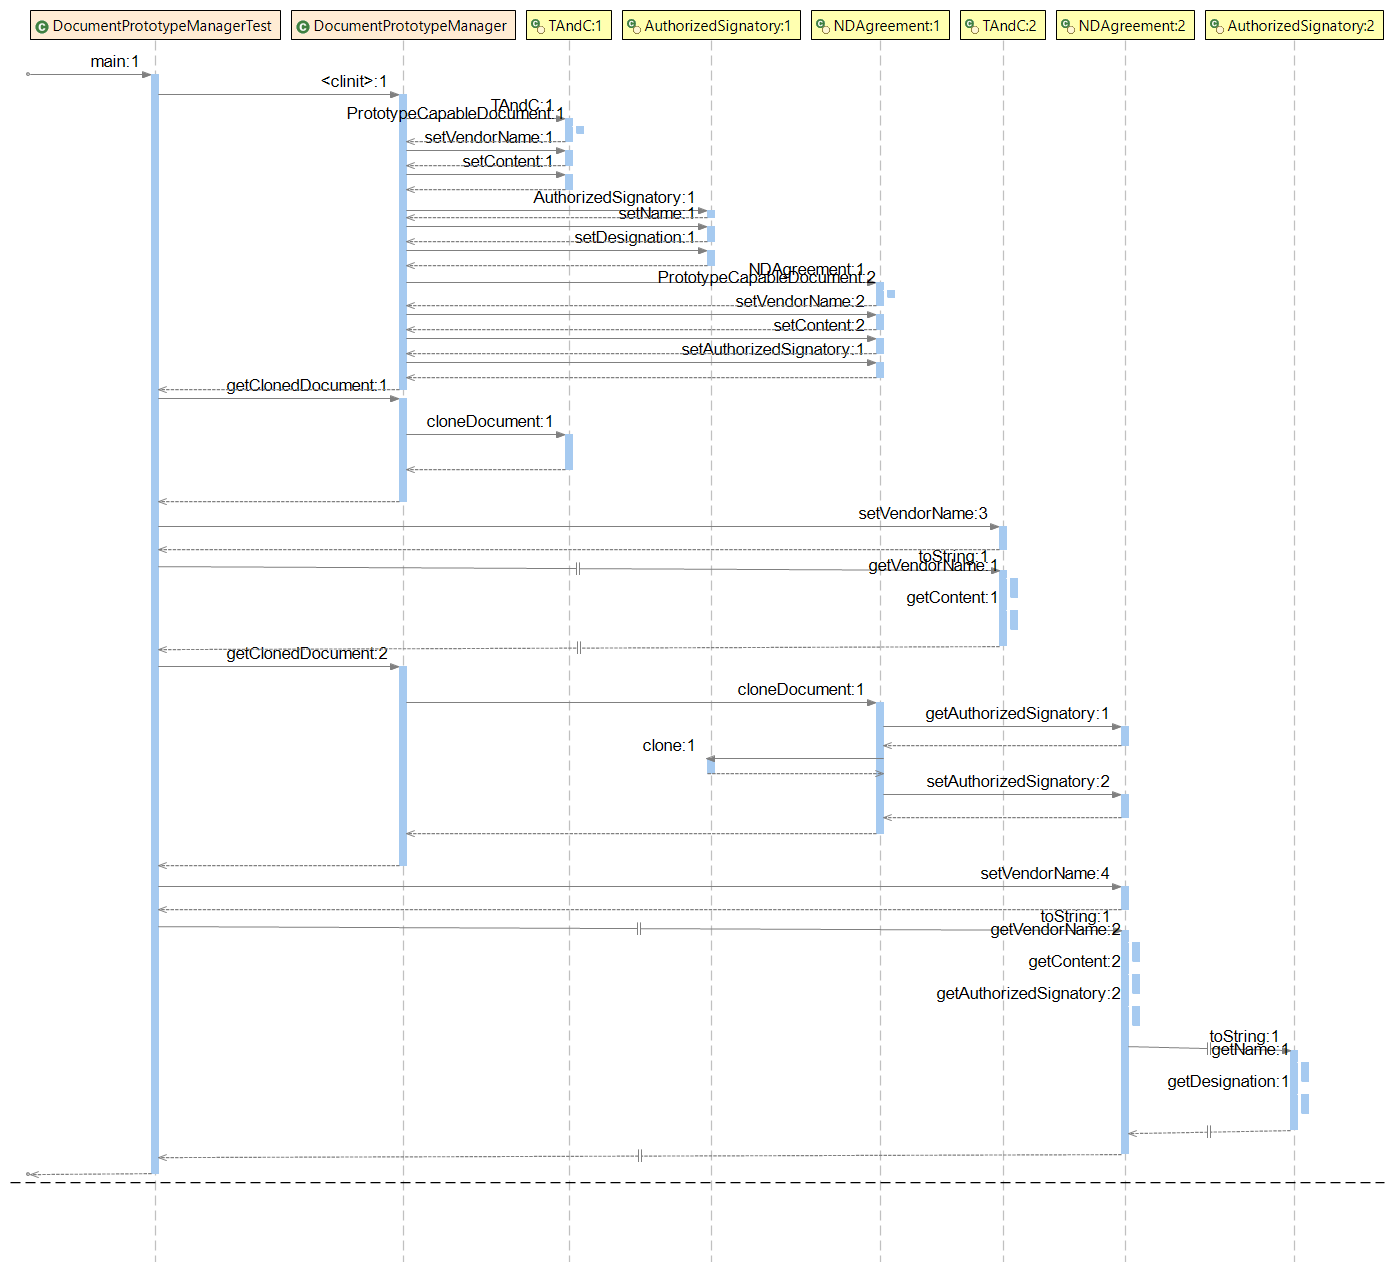 DocumentPrototypeManagerTest
DocumentPrototypeManager
TAndC:1
AuthorizedSignatory:1
NDAgreement:1
TAndC:2
NDAgreement:2
AuthorizedSignatory:2
main:1
<clinit>:1
TAndC:1
PrototypeCapableDocument:1
setVendorName:1
setContent:1
AuthorizedSignatory:1
setName:1
setDesignation:1
NDAgreement:1
PrototypeCapableDocument:2
setVendorName:2
setContent:2
setAuthorizedSignatory:1
getClonedDocument:1
cloneDocument:1
setVendorName:3
toString:1
getVendorName:1
getContent:1
getClonedDocument:2
cloneDocument:1
getAuthorizedSignatory:1
clone:1
setAuthorizedSignatory:2
setVendorName:4
toString:1
getVendorName:2
getContent:2
getAuthorizedSignatory:2
toString:1
getName:1
getDesignation:1